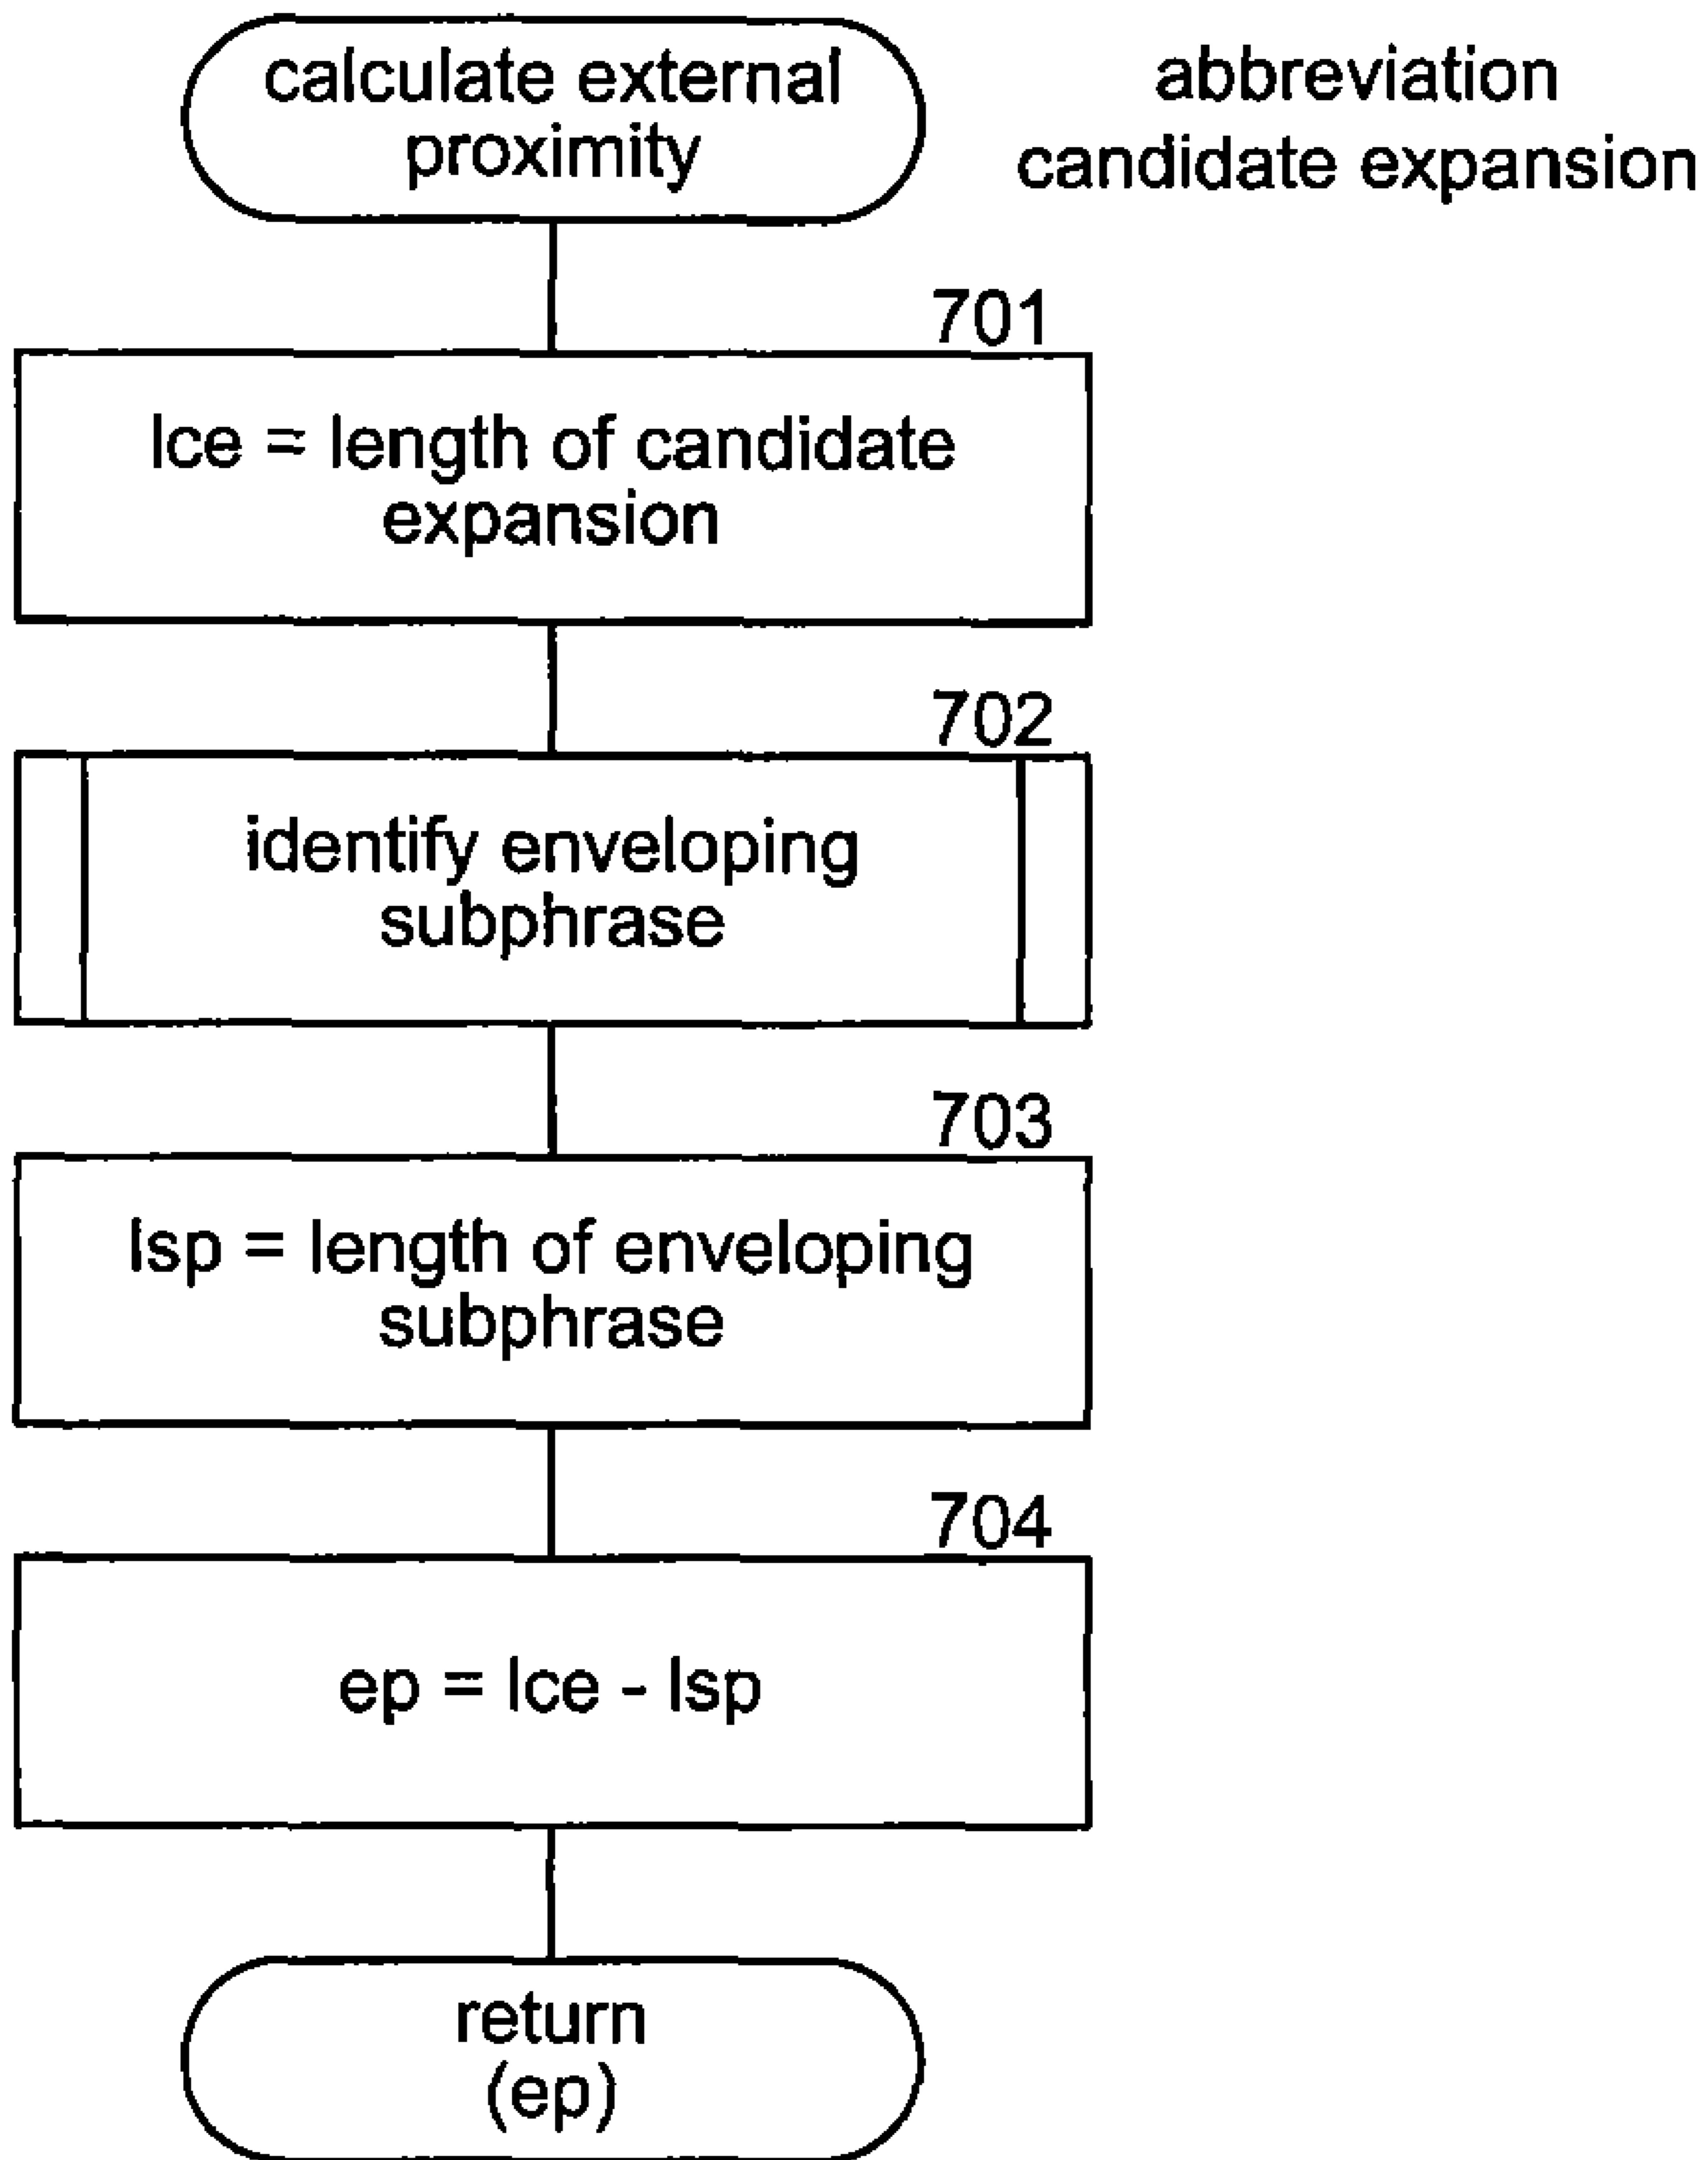 calculate external
proximity
abbreviation
candidate expansion
701
lce = length of candidate
expansion
702
identify enveloping
subphrase
703
lsp = length of enveloping
subphrase
704
ep = lce - lsp
return
(ep)